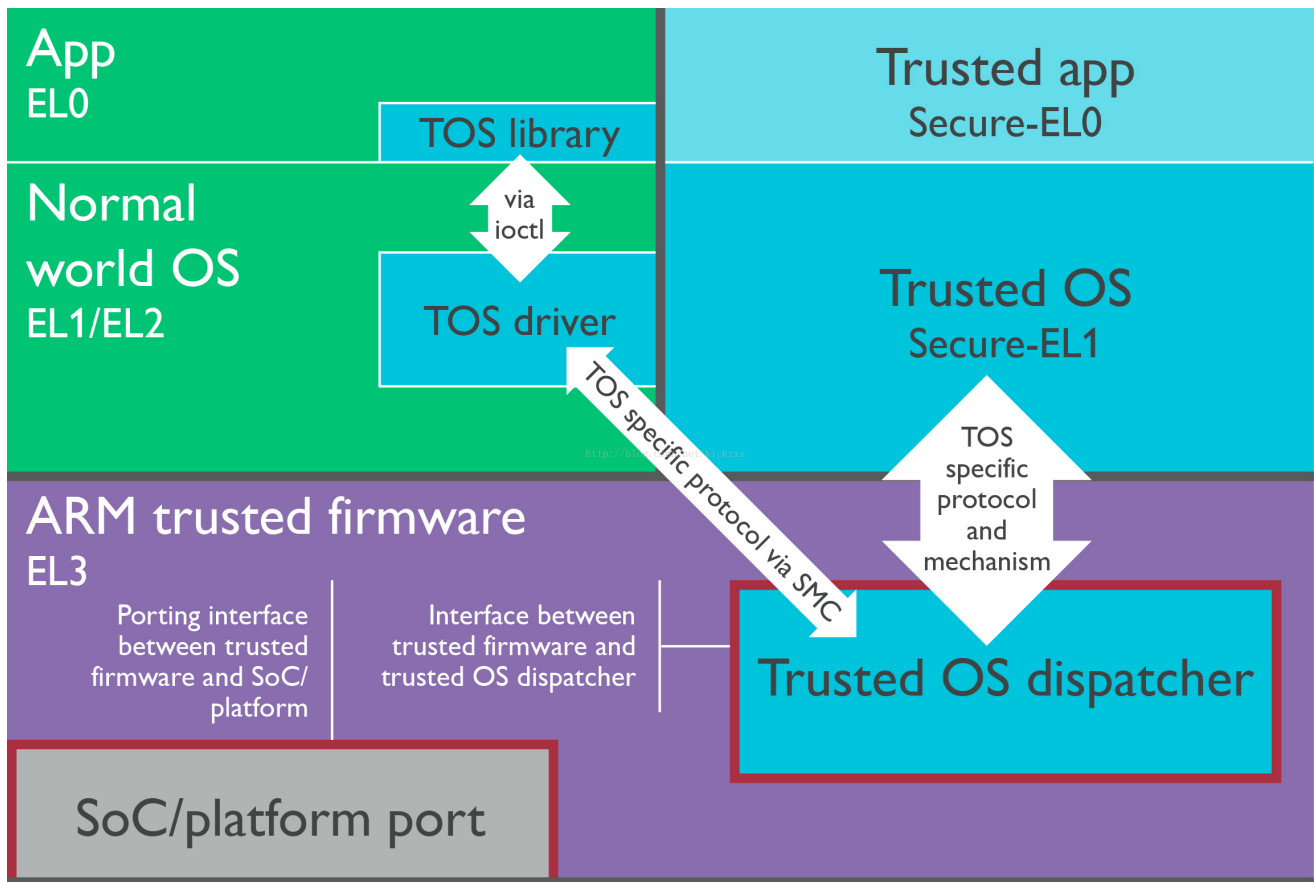 App
EL0
TOS library
Trusted app
Secure-EL0
Normal
world OS
EL1/EL2
via
ioctl
TOS driver
Trusted OS
Secure-EL1
TOS specific protocol via SMC
TOS
specific
protocol
and
mechanism
ARM trusted firmware
EL3
Porting interface
between trusted
firmware and SoC/
platform
Interface between
trusted firmware and
trusted OS dispatcher
Trusted OS dispatcher
SoC/platform port